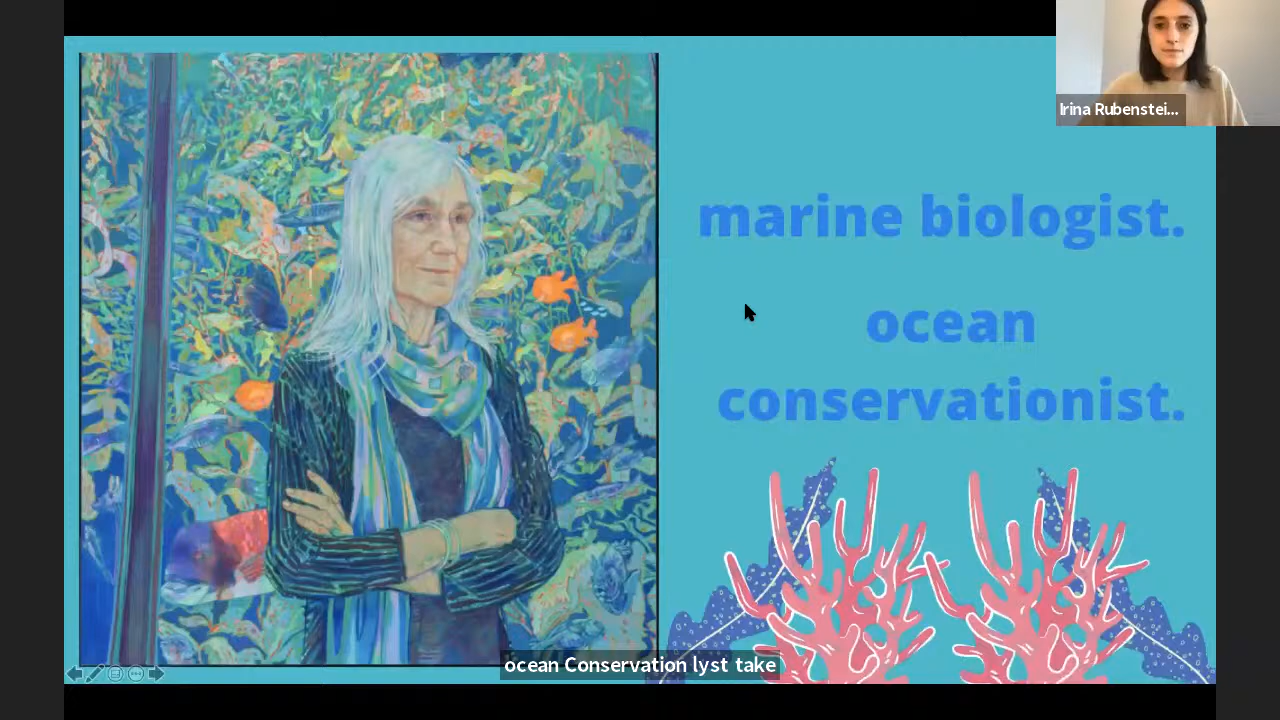 Irina Rubenstei...
marine biologist.
ocean
conservationist.
ocean Conservation lyst take